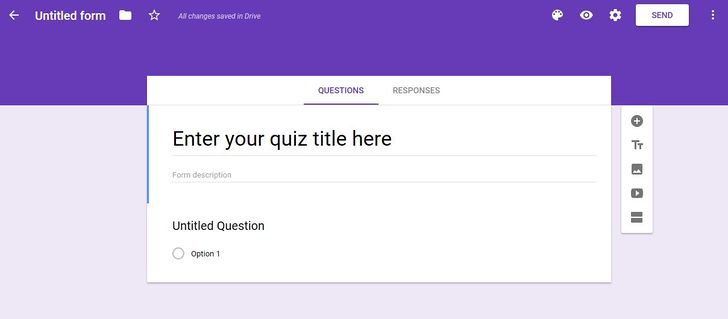 Untitled form
All changes saved in Drive
SEND
QUESTIONS RESPONSES
Enter your quiz title here
Form description
Untitled Question
Option 1
Tт